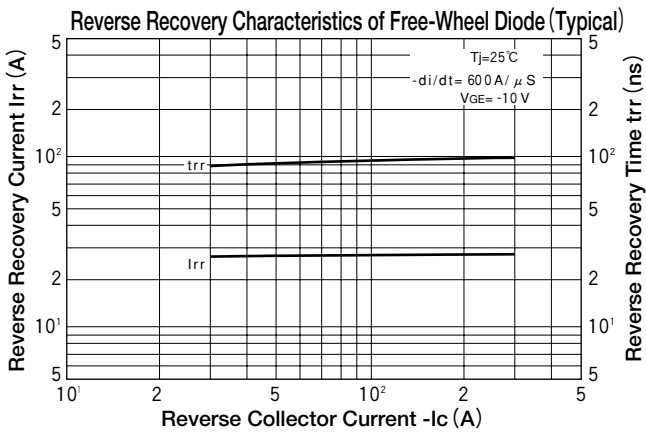 Reverse Recovery Characteristics of Free-Wheel Diode (Typical)
Tj=25℃
-di/dt= 600A/μS
VGE= -10V
Reverse Recovery Current Irr (A)
5
2
10²
5
2
10¹
5
trr
Irr
5
2
10²
5
2
10¹
5
Reverse Recovery Time trr (ns)
10¹ 2 5 10² 2 5
Reverse Collector Current -Ic (A)